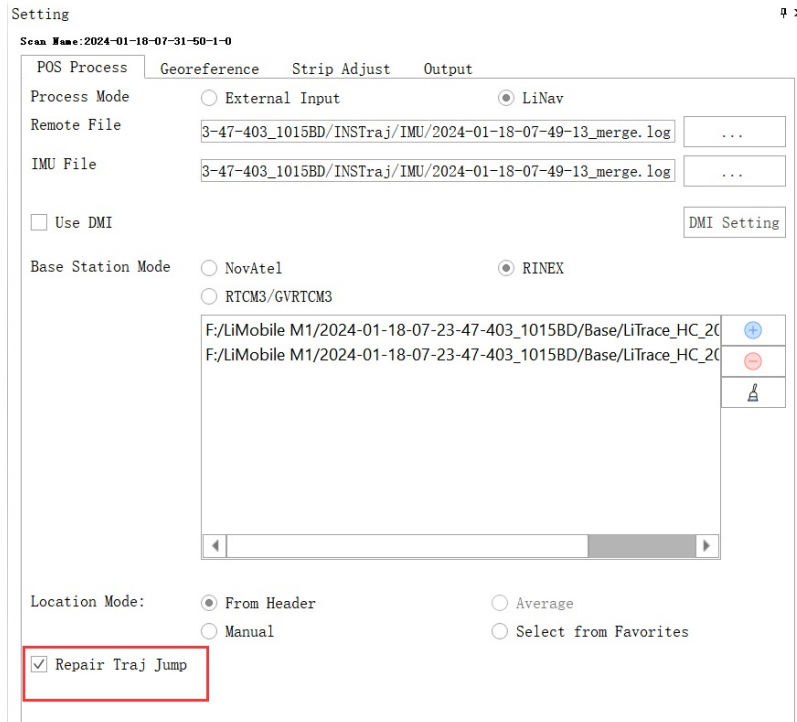 Setting
Scan Name:2024-01-18-07-31-50-1-0
POS Process Georeference Strip Adjust Output
Process Mode External Input LiNav
Remote File 3-47-403_1015BD/INSTraj/IMU/2024-01-18-07-49-13_merge.log ...
IMU File 3-47-403_1015BD/INSTraj/IMU/2024-01-18-07-49-13_merge.log ...
Use DMI DMI Setting
Base Station Mode NovAtel RINEX
RTCM3/GVRTCM3
F:/LiMobile M1/2024-01-18-07-23-47-403_1015BD/Base/LiTrace_HC_20
F:/LiMobile M1/2024-01-18-07-23-47-403_1015BD/Base/LiTrace_HC_20
Location Mode: From Header Average
Manual Select from Favorites
Repair Traj Jump